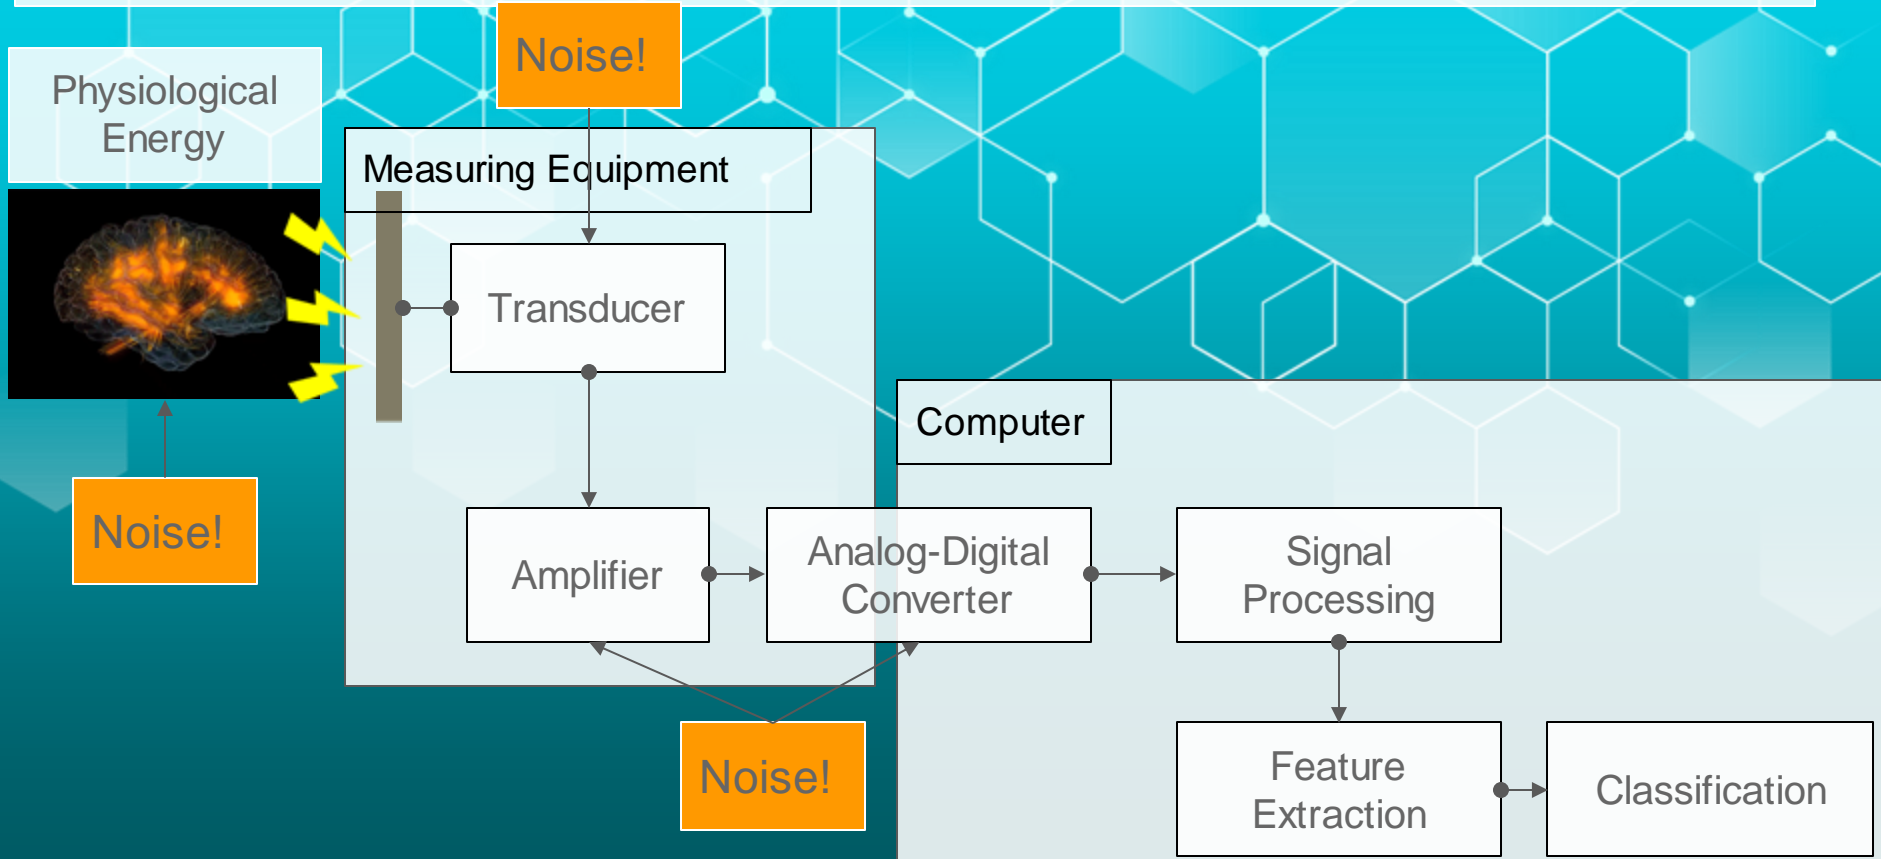 Noise!
Physiological
Energy
Measuring Equipment
Transducer
Computer
Noise!
Amplifier
Analog-Digital
Converter
Signal
Processing
Noise!
Feature
Extraction
Classification